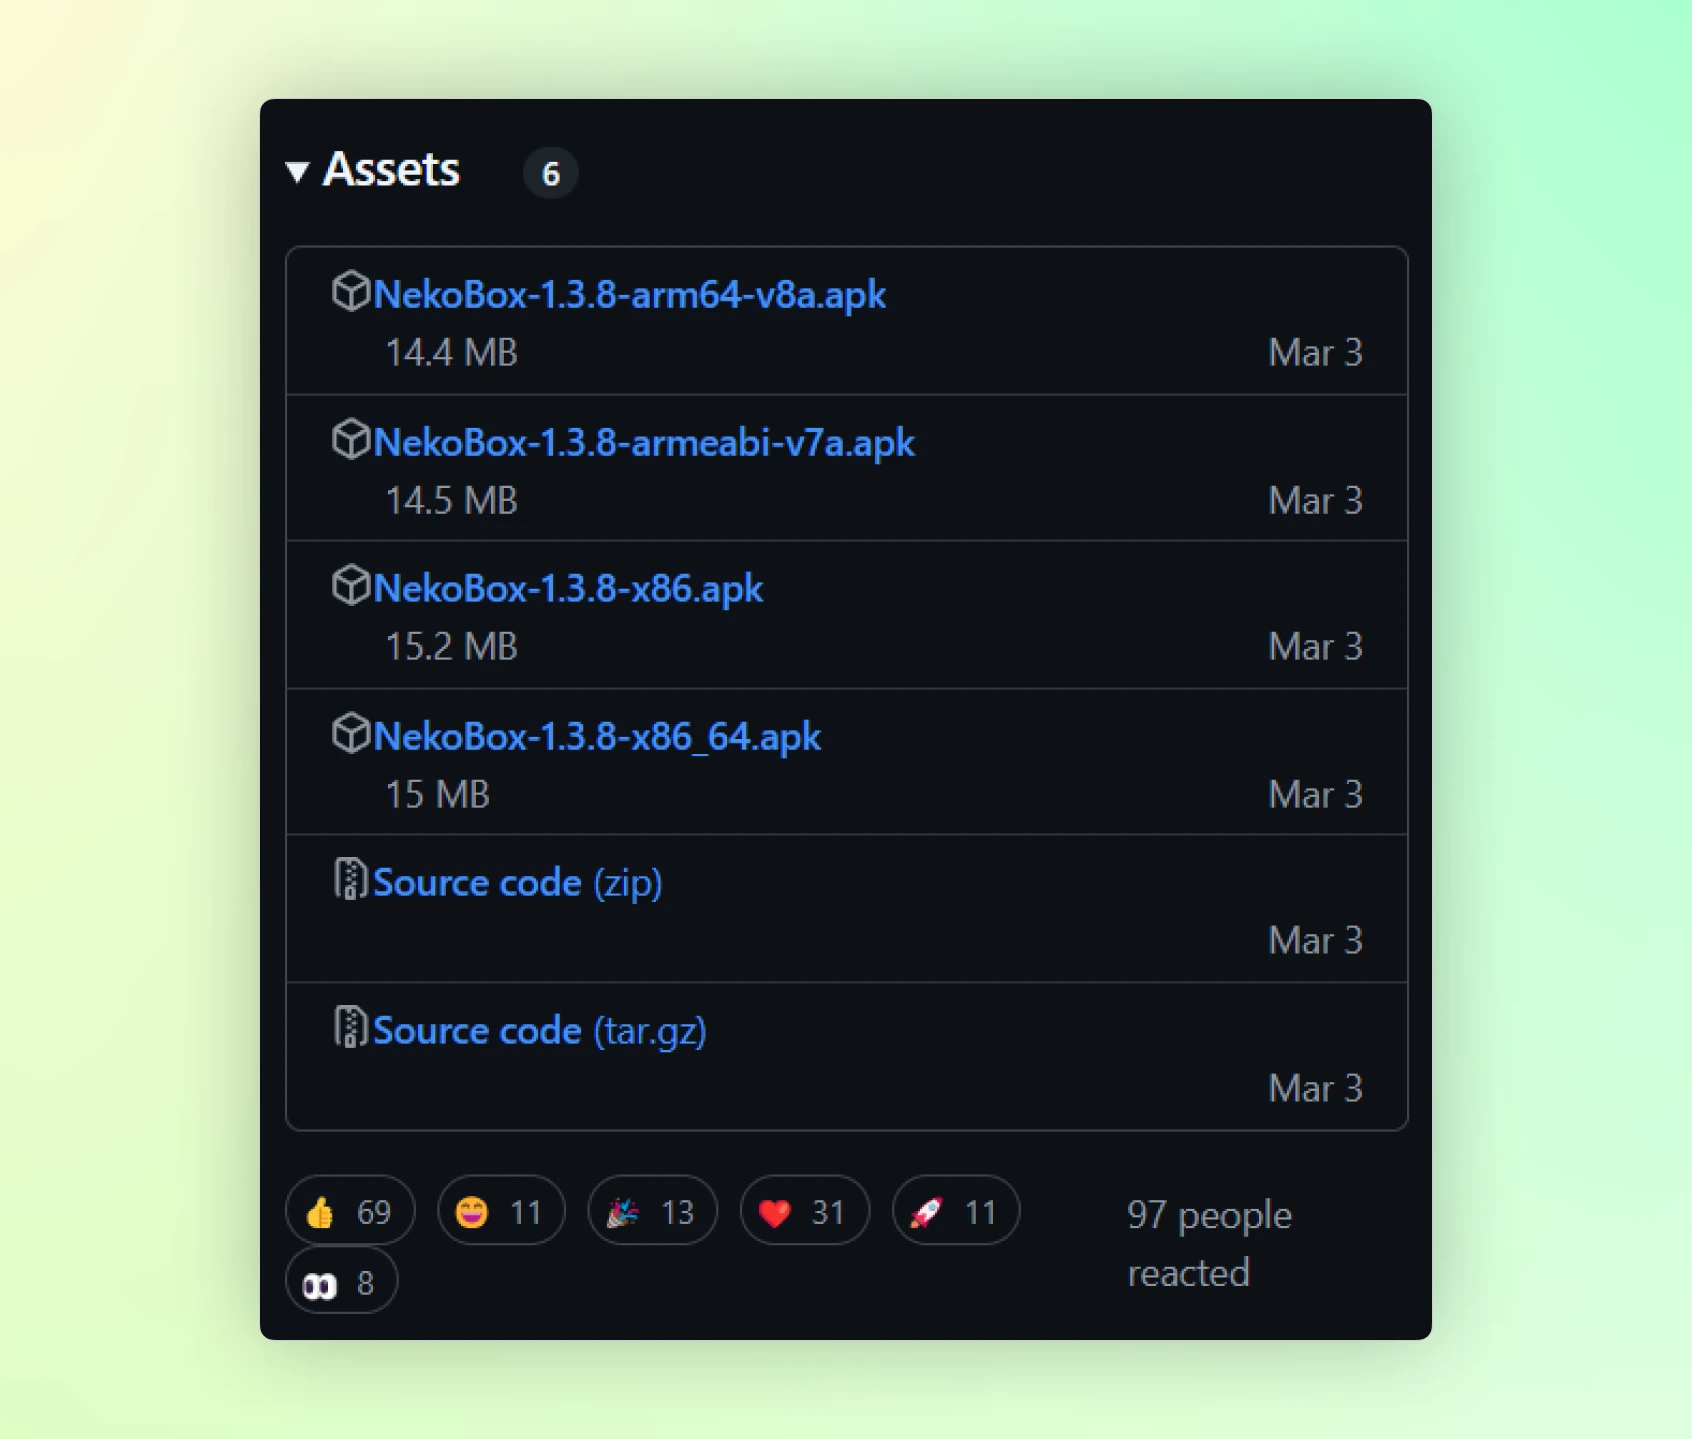 Assets 6
NekoBox-1.3.8-arm64-v8a.apk
14.4 MB Mar 3
NekoBox-1.3.8-armeabi-v7a.apk
14.5 MB Mar 3
NekoBox-1.3.8-x86.apk
15.2 MB Mar 3
NekoBox-1.3.8-x86_64.apk
15 MB Mar 3
Source code (zip)
Mar 3
Source code (tar.gz)
Mar 3
👍 69 😄 11 🎉 13 ❤️ 31 🚀 11 97 people
👀 8 reacted